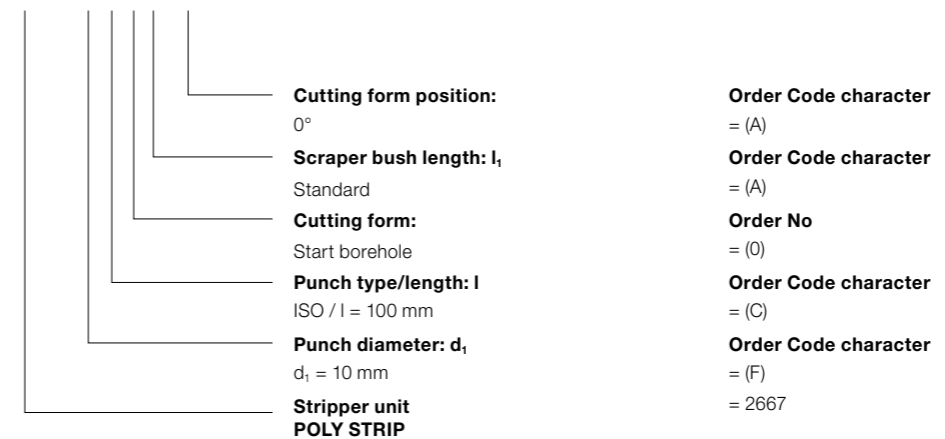 Cutting form position: Order Code character
0° = (A)
Scraper bush length: l₁ Order Code character
Standard = (A)
Cutting form: Order No
Start borehole = (0)
Punch type/length: l Order Code character
ISO / l = 100 mm = (C)
Punch diameter: d₁ Order Code character
d₁ = 10 mm = (F)
Stripper unit = 2667
POLY STRIP